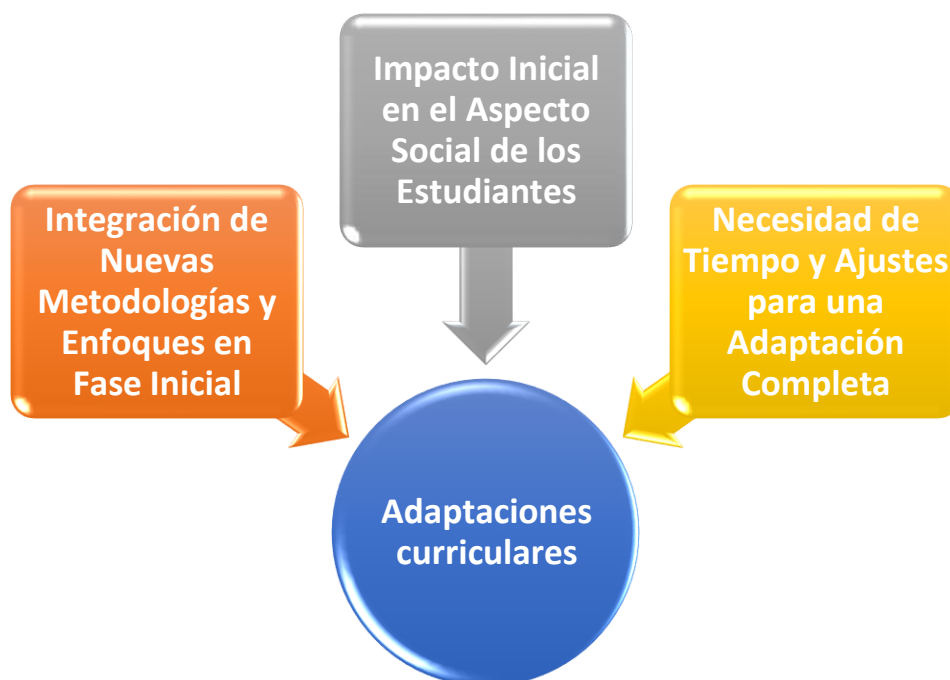 Impacto Inicial
en el Aspecto
Social de los
Estudiantes
Integración de
Nuevas
Metodologías y
Enfoques en
Fase Inicial
Necesidad de
Tiempo y Ajustes
para una
Adaptación
Completa
Adaptaciones
curriculares